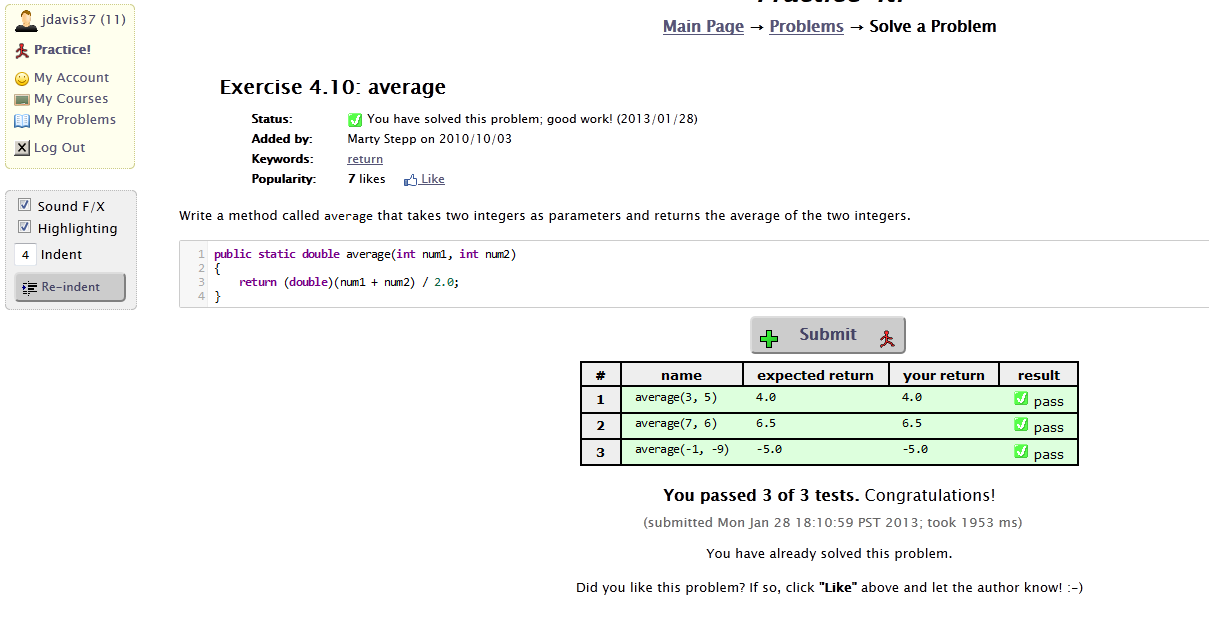 jdavis37 (11)
Practice!
My Account
My Courses
My Problems
Log Out
Sound F/X
Highlighting
4 Indent
Re-indent
Main Page → Problems → Solve a Problem
Exercise 4.10: average
Status: You have solved this problem; good work! (2013/01/28)
Added by: Marty Stepp on 2010/10/03
Keywords: return
Popularity: 7 likes Like
Write a method called average that takes two integers as parameters and returns the average of the two integers.
1 public static double average(int num1, int num2)
2 {
3 return (double)(num1 + num2) / 2.0;
4 }
Submit
# name expected return your return result
1 average(3, 5) 4.0 4.0 pass
2 average(7, 6) 6.5 6.5 pass
3 average(-1, -9) -5.0 -5.0 pass
You passed 3 of 3 tests. Congratulations!
(submitted Mon Jan 28 18:10:59 PST 2013; took 1953 ms)
You have already solved this problem.
Did you like this problem? If so, click "Like" above and let the author know! :-)